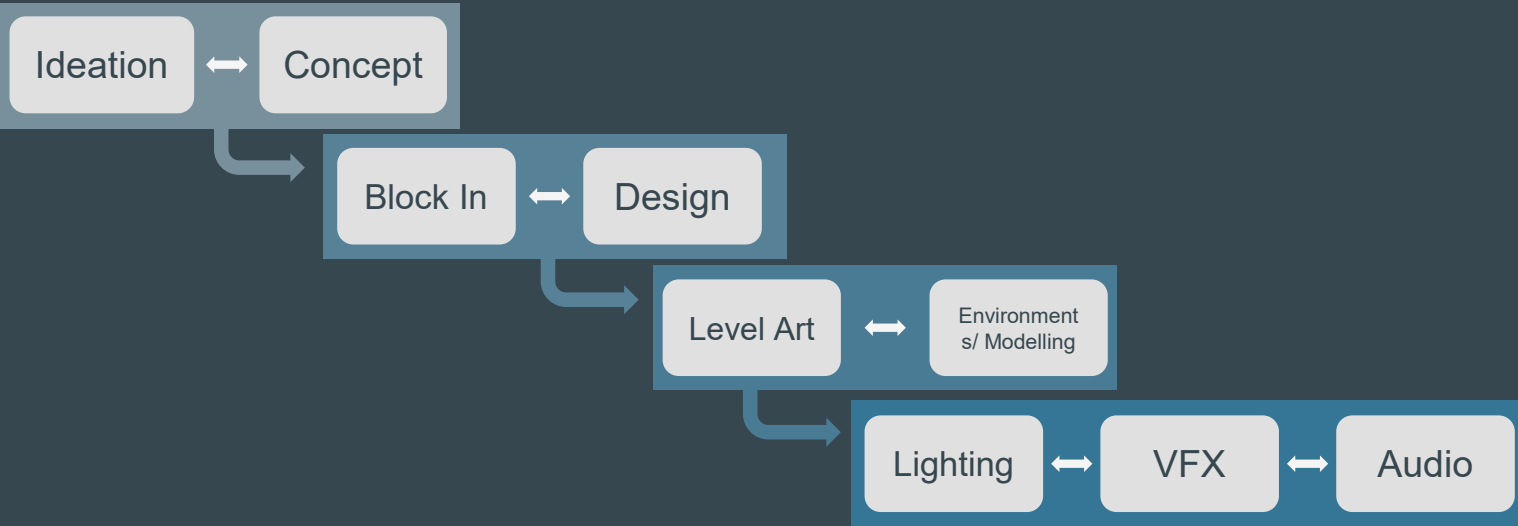 Ideation
Concept
Block In
Design
Level Art
Environment
s/ Modelling
Lighting
VFX
Audio